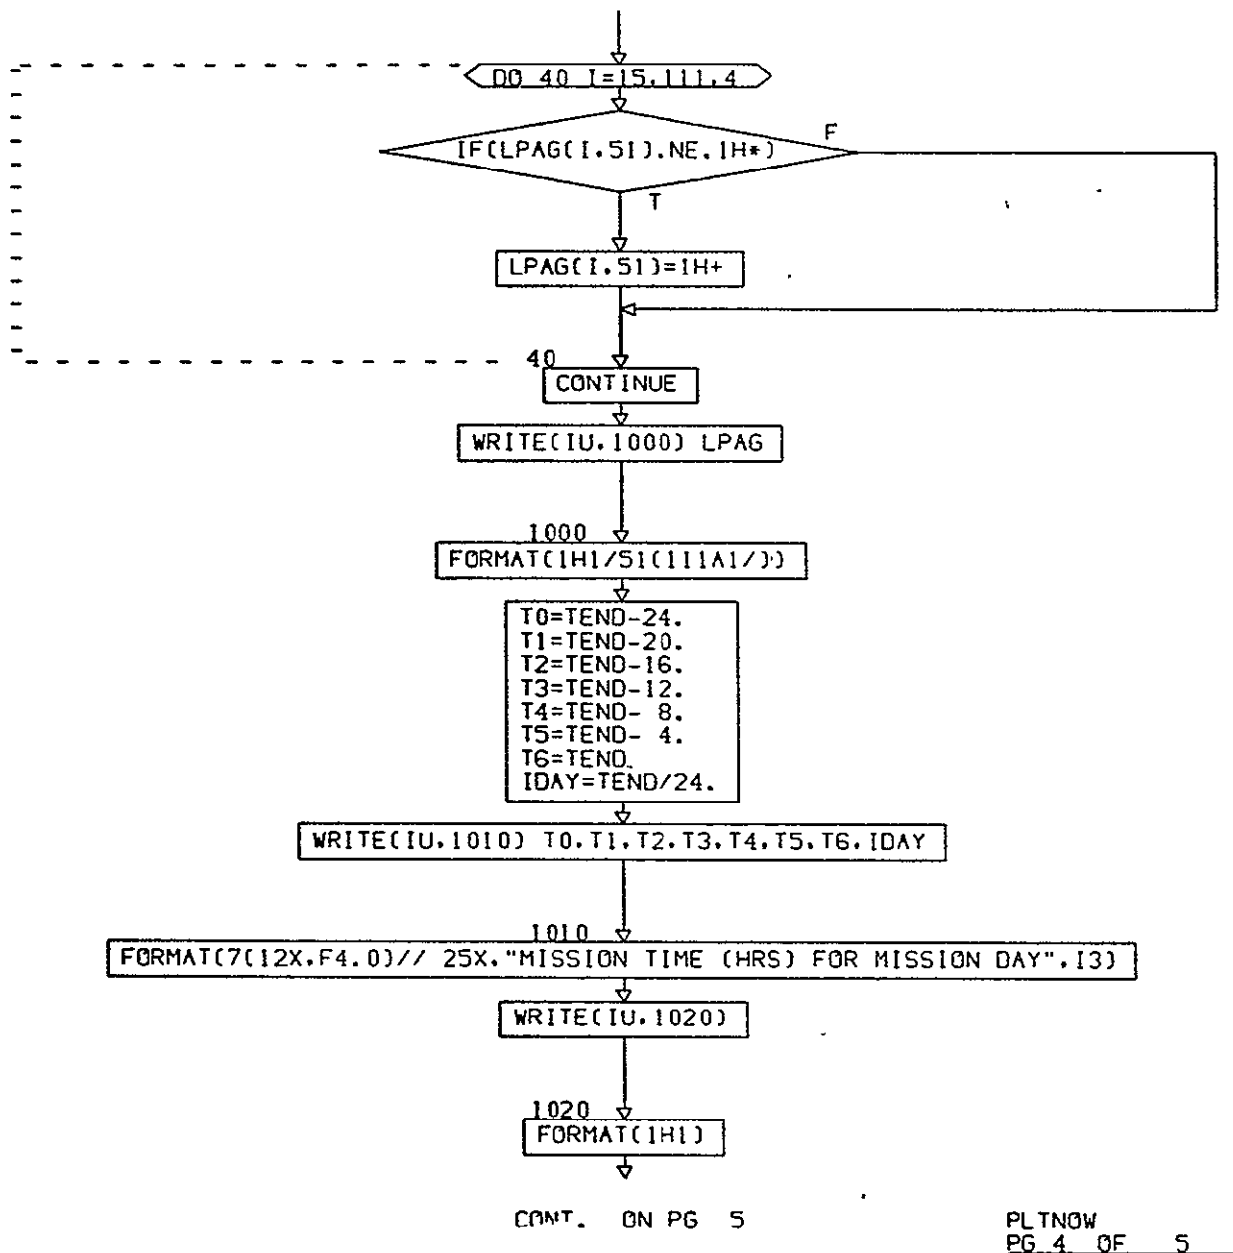 DO 40 I=15,111,4
IF(LPAG(I,51).NE.1H*)
F
T
LPAG(I,51)=1H+
40
CONTINUE
WRITE(IU,1000) LPAG
1000
FORMAT(1H1/51(111A1/))
T0=TEND-24.
T1=TEND-20.
T2=TEND-16.
T3=TEND-12.
T4=TEND- 8.
T5=TEND- 4.
T6=TEND
IDAY=TEND/24.
WRITE(IU,1010) T0,T1,T2,T3,T4,T5,T6,IDAY
1010
FORMAT(7(12X,F4.0)// 25X,"MISSION TIME (HRS) FOR MISSION DAY",I3)
WRITE(IU,1020)
1020
FORMAT(1H1)
CONT. ON PG 5
PLTNOW
PG 4 OF 5